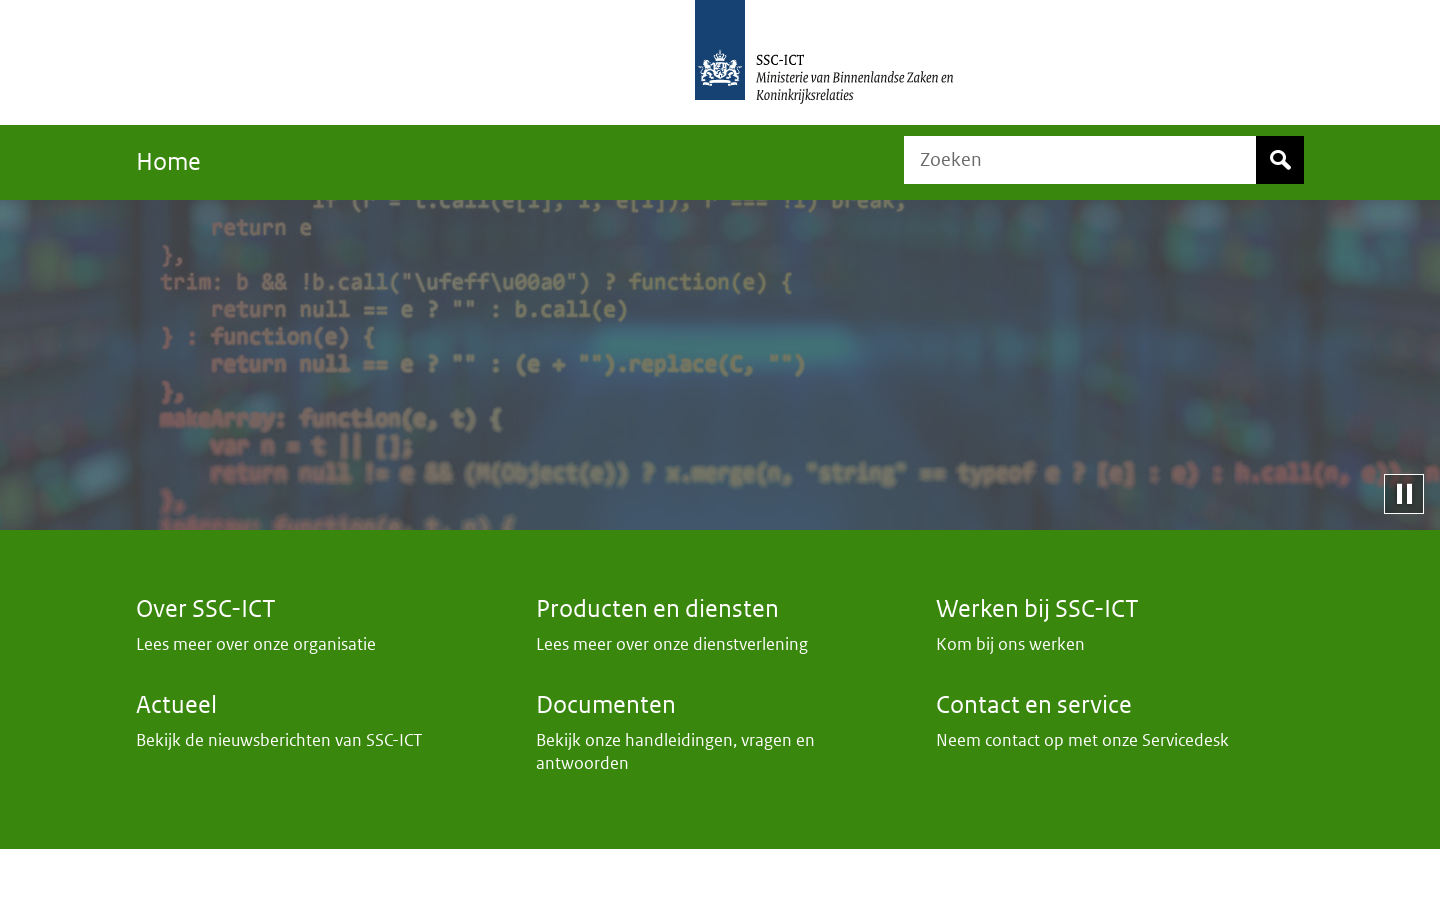 SSC-ICT
Ministerie van Binnenlandse Zaken en
Koninkrijksrelaties
Home
Zoeken
if (r = t.call(e[i], i, e[i]), r === !1) break;
return e
},
trim: b && !b.call("\ufeff\u00a0") ? function(e) {
return null == e ? "" : b.call(e)
} : function(e) {
return null == e ? "" : (e + "").replace(C, "")
},
makeArray: function(e, t) {
var n = t || [];
return null != e && (M(Object(e)) ? x.merge(n, "string" == typeof e ? [e] : e) : h.call(n, e)), n
},
inArray: function(e, t, n) {
Over SSC-ICT
Lees meer over onze organisatie
Producten en diensten
Lees meer over onze dienstverlening
Werken bij SSC-ICT
Kom bij ons werken
Actueel
Bekijk de nieuwsberichten van SSC-ICT
Documenten
Bekijk onze handleidingen, vragen en
antwoorden
Contact en service
Neem contact op met onze Servicedesk